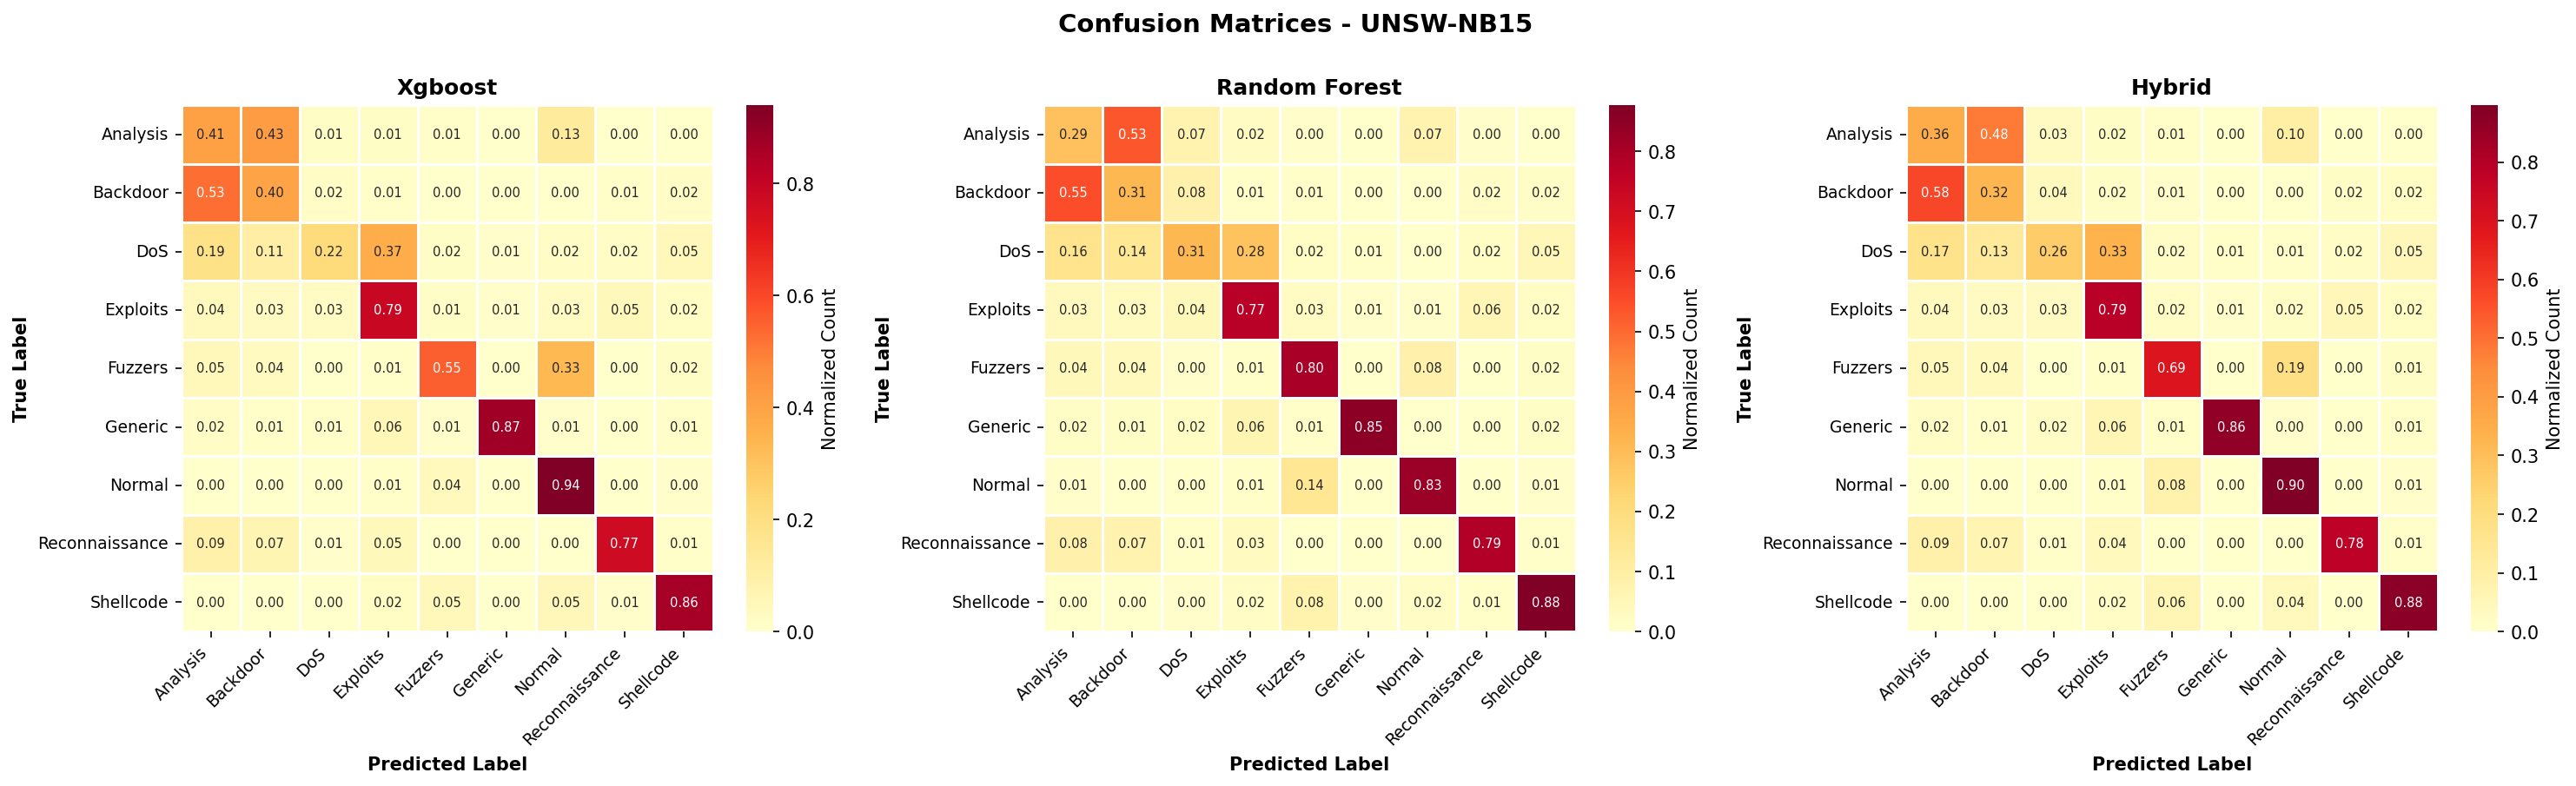 Confusion Matrices - UNSW-NB15
Xgboost
True Label
Analysis 0.41 0.43 0.01 0.01 0.01 0.00 0.13 0.00 0.00
Backdoor 0.53 0.40 0.02 0.01 0.00 0.00 0.00 0.01 0.02
DoS 0.19 0.11 0.22 0.37 0.02 0.01 0.02 0.02 0.05
Exploits 0.04 0.03 0.03 0.79 0.01 0.01 0.03 0.05 0.02
Fuzzers 0.05 0.04 0.00 0.01 0.55 0.00 0.33 0.00 0.02
Generic 0.02 0.01 0.01 0.06 0.01 0.87 0.01 0.00 0.01
Normal 0.00 0.00 0.00 0.01 0.04 0.00 0.94 0.00 0.00
Reconnaissance 0.09 0.07 0.01 0.05 0.00 0.00 0.00 0.77 0.01
Shellcode 0.00 0.00 0.00 0.02 0.05 0.00 0.05 0.01 0.86
Analysis Backdoor DoS Exploits Fuzzers Generic Normal Reconnaissance Shellcode
Predicted Label
0.8
0.6
0.4
0.2
0.0
Normalized Count
Random Forest
True Label
Analysis 0.29 0.53 0.07 0.02 0.00 0.00 0.07 0.00 0.00
Backdoor 0.55 0.31 0.08 0.01 0.01 0.00 0.00 0.02 0.02
DoS 0.16 0.14 0.31 0.28 0.02 0.01 0.00 0.02 0.05
Exploits 0.03 0.03 0.04 0.77 0.03 0.01 0.01 0.06 0.02
Fuzzers 0.04 0.04 0.00 0.01 0.80 0.00 0.08 0.00 0.02
Generic 0.02 0.01 0.02 0.06 0.01 0.85 0.00 0.00 0.02
Normal 0.01 0.00 0.00 0.01 0.14 0.00 0.83 0.00 0.01
Reconnaissance 0.08 0.07 0.01 0.03 0.00 0.00 0.00 0.79 0.01
Shellcode 0.00 0.00 0.00 0.02 0.08 0.00 0.02 0.01 0.88
Analysis Backdoor DoS Exploits Fuzzers Generic Normal Reconnaissance Shellcode
Predicted Label
0.8
0.7
0.6
0.5
0.4
0.3
0.2
0.1
0.0
Normalized Count
Hybrid
True Label
Analysis 0.36 0.48 0.03 0.02 0.01 0.00 0.10 0.00 0.00
Backdoor 0.58 0.32 0.04 0.02 0.01 0.00 0.00 0.02 0.02
DoS 0.17 0.13 0.26 0.33 0.02 0.01 0.01 0.02 0.05
Exploits 0.04 0.03 0.03 0.79 0.02 0.01 0.02 0.05 0.02
Fuzzers 0.05 0.04 0.00 0.01 0.69 0.00 0.19 0.00 0.01
Generic 0.02 0.01 0.02 0.06 0.01 0.86 0.00 0.00 0.01
Normal 0.00 0.00 0.00 0.01 0.08 0.00 0.90 0.00 0.01
Reconnaissance 0.09 0.07 0.01 0.04 0.00 0.00 0.00 0.78 0.01
Shellcode 0.00 0.00 0.00 0.02 0.06 0.00 0.04 0.00 0.88
Analysis Backdoor DoS Exploits Fuzzers Generic Normal Reconnaissance Shellcode
Predicted Label
0.8
0.7
0.6
0.5
0.4
0.3
0.2
0.1
0.0
Normalized Count